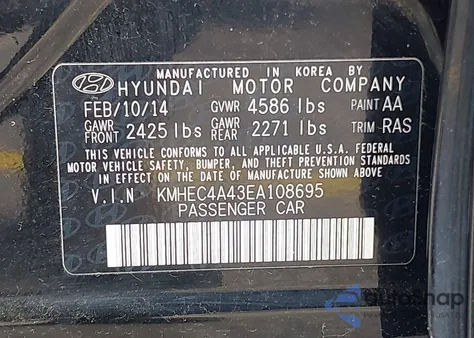 MANUFACTURED IN KOREA BY
HYUNDAI MOTOR COMPANY
FEB/10/14 GVWR 4586 lbs PAINT AA
GAWR FRONT 2425 lbs GAWR REAR 2271 lbs TRIM RAS
THIS VEHICLE CONFORMS TO ALL APPLICABLE FEDERAL
MOTOR VEHICLE SAFETY, BUMPER, AND THEFT PREVENTION
STANDARDS IN EFFECT ON THE DATE OF MANUFACTURE SHOWN ABOVE
V.I.N KMHEC4A43EA108695
PASSENGER CAR